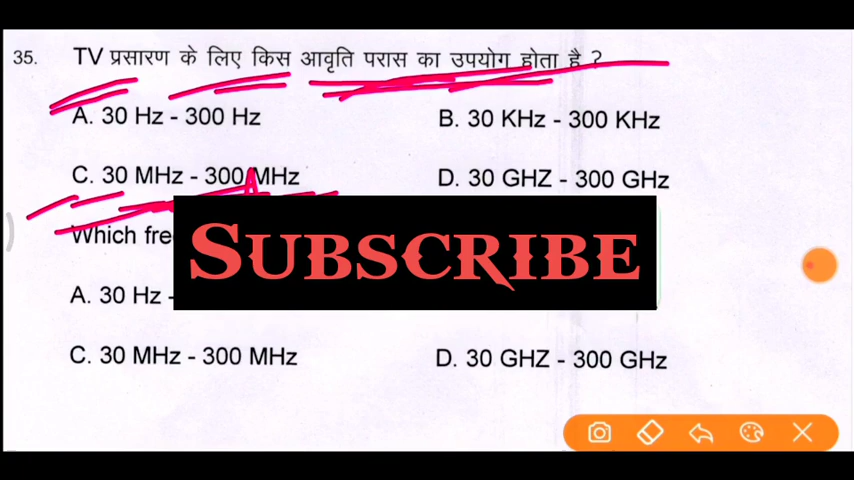 35. TV प्रसारण के लिए किस आवृति परास का उपयोग होता है ?
A. 30 Hz - 300 Hz B. 30 KHz - 300 KHz
C. 30 MHz - 300 MHz D. 30 GHZ - 300 GHz
Which
SUBSCRIBE
A. 30 Hz -
C. 30 MHz - 300 MHz D. 30 GHZ - 300 GHz